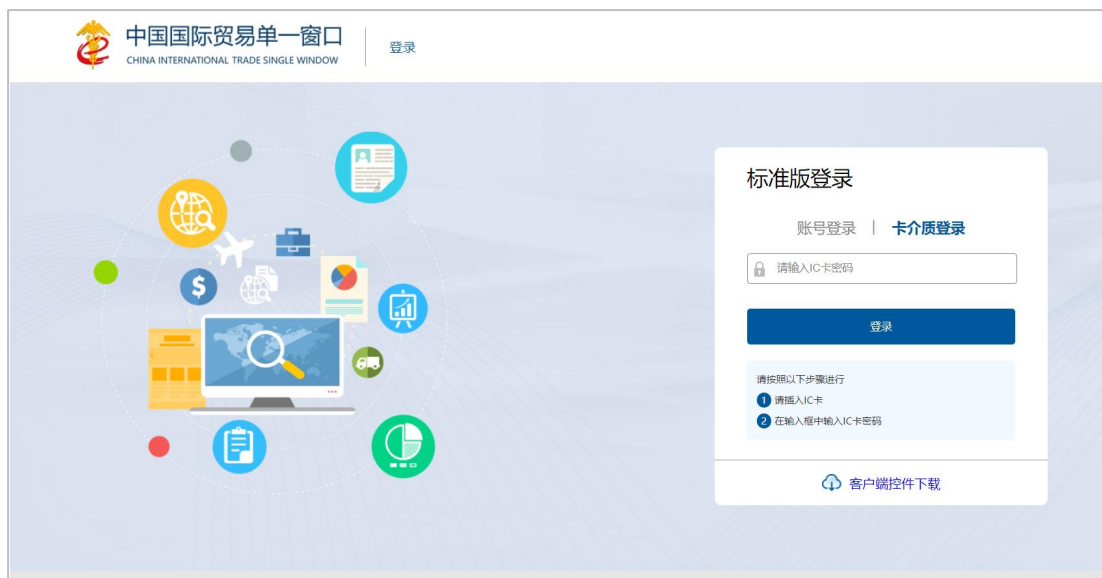 中国国际贸易单一窗口
CHINA INTERNATIONAL TRADE SINGLE WINDOW
登录
标准版登录
账号登录 | 卡介质登录
请输入IC卡密码
登录
请按照以下步骤进行
1 请插入IC卡
2 在输入框中输入IC卡密码
客户端控件下载